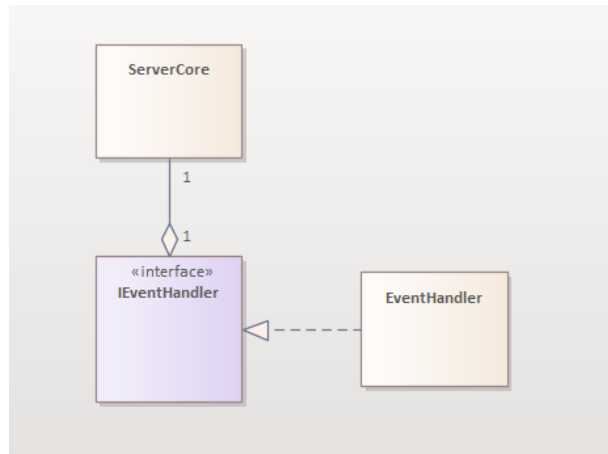 ServerCore
1
1
«interface»
IEventHandler
EventHandler